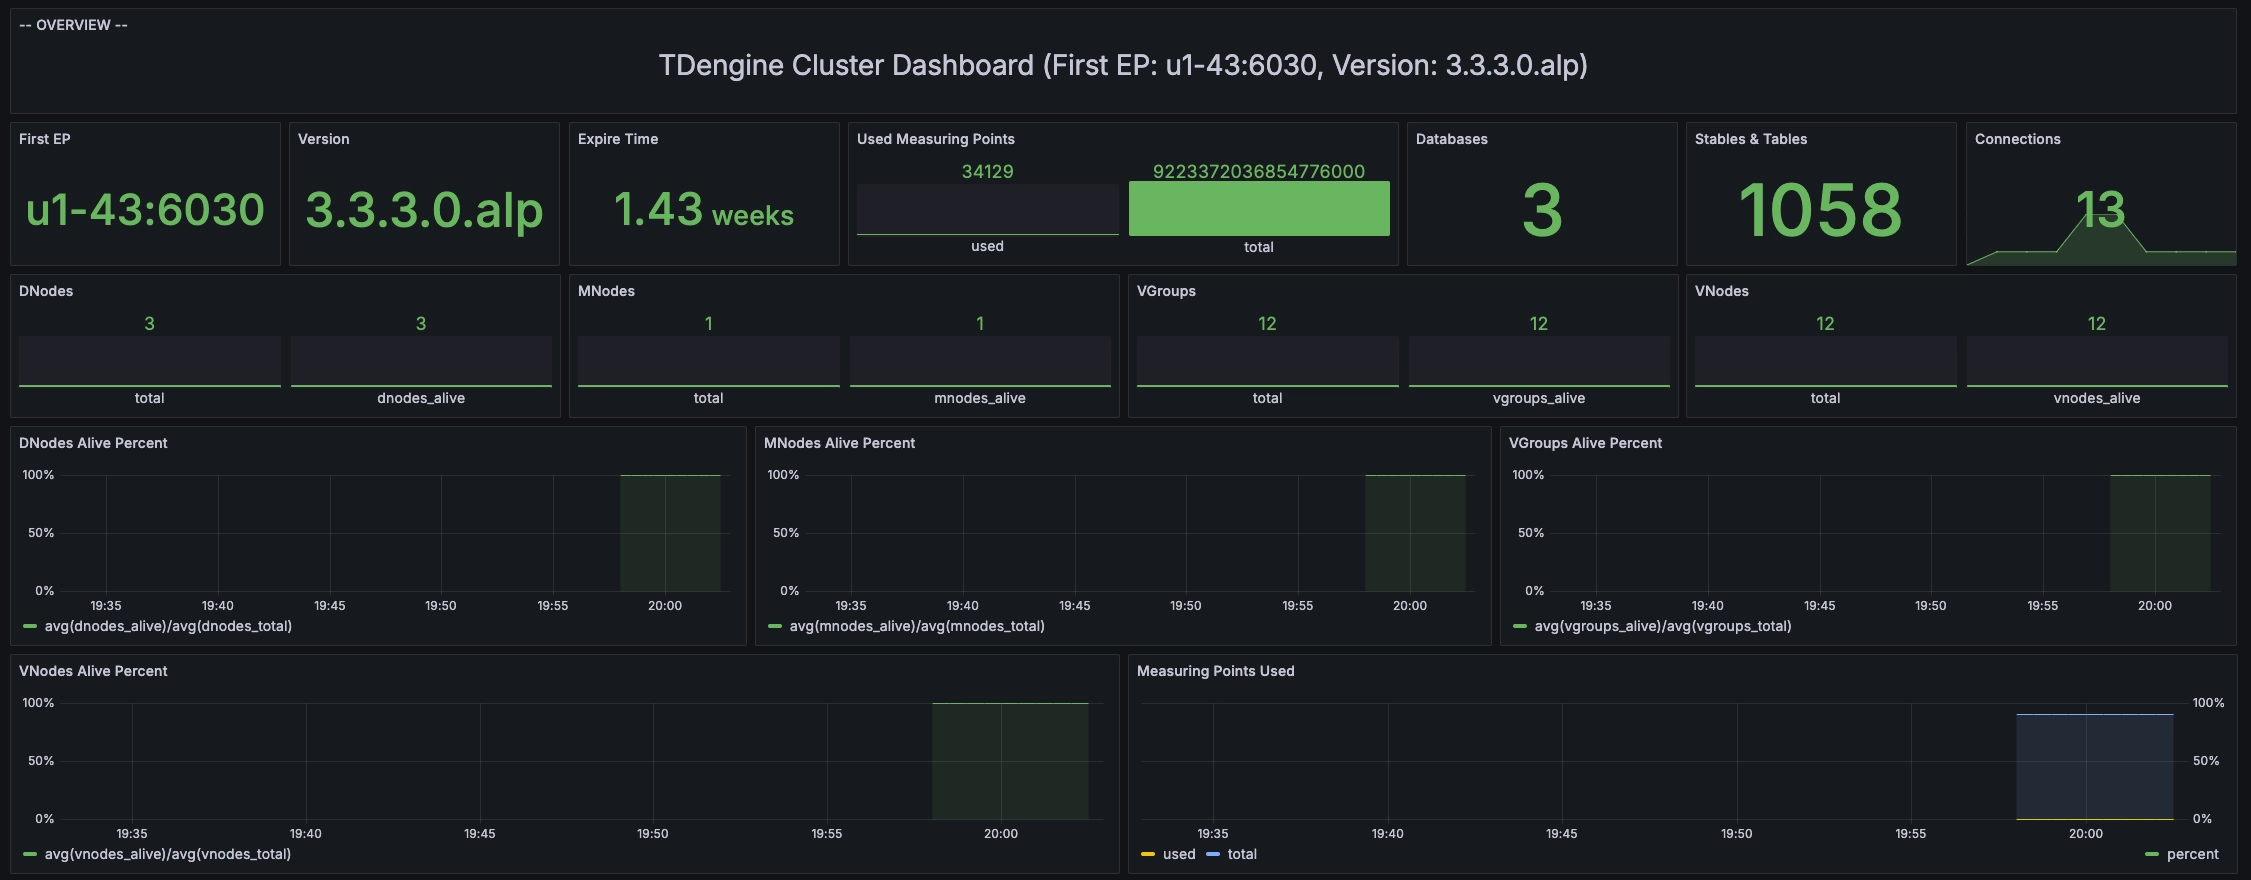 -- OVERVIEW --
TDengine Cluster Dashboard (First EP: u1-43:6030, Version: 3.3.3.0.alp)
First EP
u1-43:6030
Version
3.3.3.0.alp
Expire Time
1.43 weeks
Used Measuring Points
34129
used
9223372036854776000
total
Databases
3
Stables & Tables
1058
Connections
13
DNodes
3
total
3
dnodes_alive
MNodes
1
total
1
mnodes_alive
VGroups
12
total
12
vgroups_alive
VNodes
12
total
12
vnodes_alive
DNodes Alive Percent
100%
50%
0%
19:35 19:40 19:45 19:50 19:55 20:00
avg(dnodes_alive)/avg(dnodes_total)
MNodes Alive Percent
100%
50%
0%
19:35 19:40 19:45 19:50 19:55 20:00
avg(mnodes_alive)/avg(mnodes_total)
VGroups Alive Percent
100%
50%
0%
19:35 19:40 19:45 19:50 19:55 20:00
avg(vgroups_alive)/avg(vgroups_total)
VNodes Alive Percent
100%
50%
0%
19:35 19:40 19:45 19:50 19:55 20:00
avg(vnodes_alive)/avg(vnodes_total)
Measuring Points Used
100%
50%
0%
19:35 19:40 19:45 19:50 19:55 20:00
used total percent